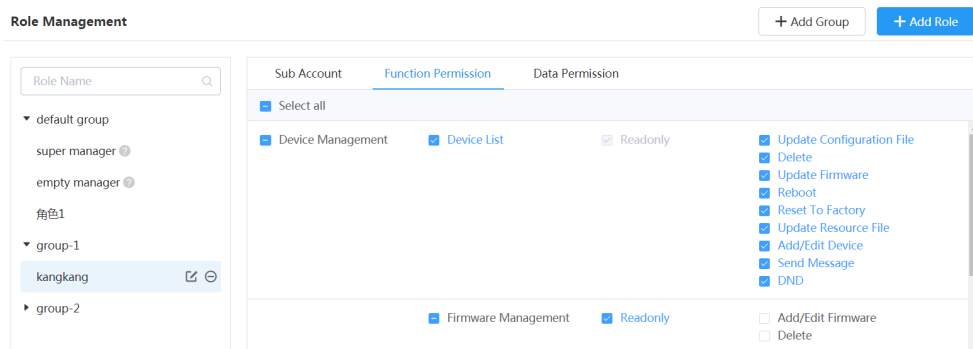 Role Management
+ Add Group
+ Add Role
Role Name
default group
super manager
empty manager
角色1
group-1
kangkang
group-2
Sub Account
Function Permission
Data Permission
Select all
Device Management
Device List
Readonly
Update Configuration File
Delete
Update Firmware
Reboot
Reset To Factory
Update Resource File
Add/Edit Device
Send Message
DND
Firmware Management
Readonly
Add/Edit Firmware
Delete